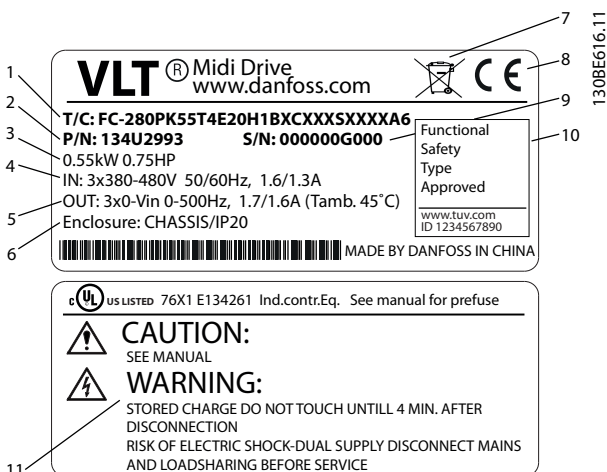 130BE616.11
7
8
9
10
1
2
3
4
5
6
VLT ® Midi Drive
www.danfoss.com
CE
T/C: FC-280PK55T4E20H1BXCXXXSXXXXA6
P/N: 134U2993 S/N: 000000G000
0.55kW 0.75HP
IN: 3x380-480V 50/60Hz, 1.6/1.3A
OUT: 3x0-Vin 0-500Hz, 1.7/1.6A (Tamb. 45˚C)
Enclosure: CHASSIS/IP20
Functional
Safety
Type
Approved
www.tuv.com
ID 1234567890
MADE BY DANFOSS IN CHINA
c UL US LISTED 76X1 E134261 Ind.contr.Eq. See manual for prefuse
CAUTION:
SEE MANUAL
WARNING:
STORED CHARGE DO NOT TOUCH UNTILL 4 MIN. AFTER
DISCONNECTION
RISK OF ELECTRIC SHOCK-DUAL SUPPLY DISCONNECT MAINS
AND LOADSHARING BEFORE SERVICE
11